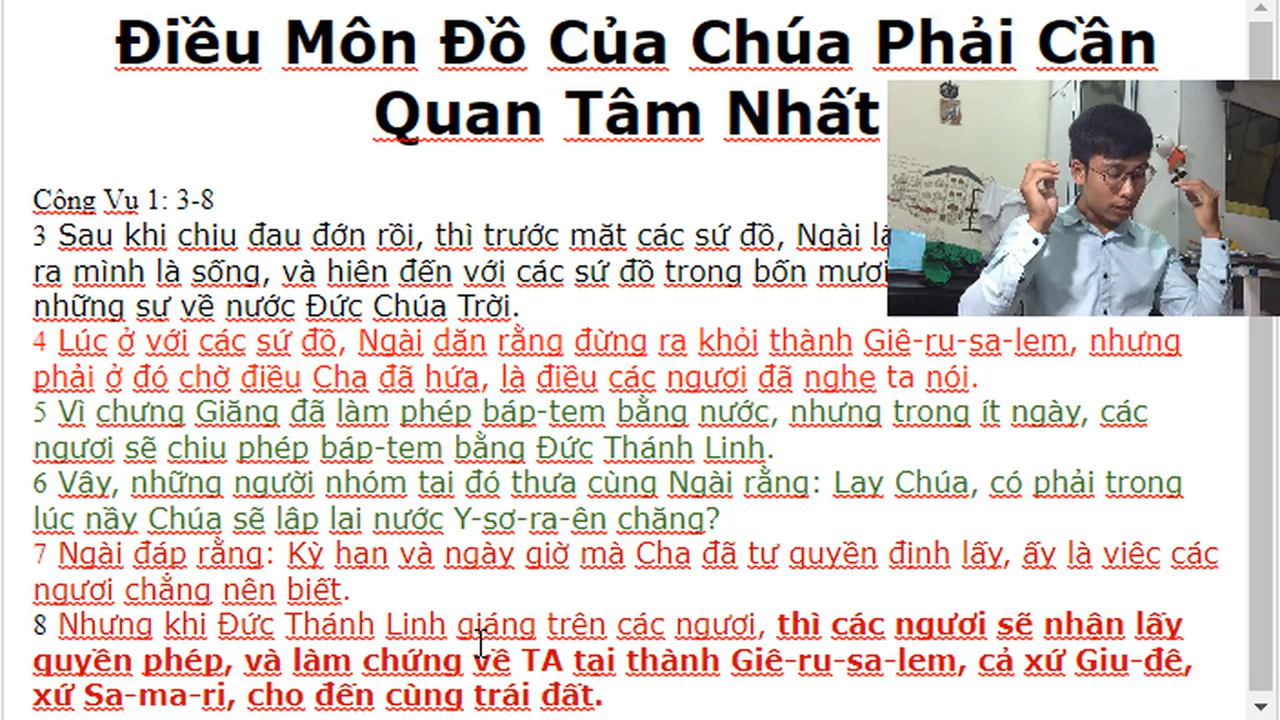 Điều Môn Đồ Của Chúa Phải Cần
Quan Tâm Nhất
Công Vụ 1: 3-8
3 Sau khi chịu đau đớn rồi, thì trước mặt các sứ đồ, Ngài
ra mình là sống, và hiện đến với các sứ đồ trong bốn mươi
những sự về nước Đức Chúa Trời.
4 Lúc ở với các sứ đồ, Ngài dặn rằng đừng ra khỏi thành Giê-ru-sa-lem, nhưng
phải ở đó chờ điều Cha đã hứa, là điều các ngươi đã nghe ta nói.
5 Vì chưng Giăng đã làm phép báp-tem bằng nước, nhưng trong ít ngày, các
ngươi sẽ chịu phép báp-tem bằng Đức Thánh Linh.
6 Vậy, những người nhóm tại đó thưa cùng Ngài rằng: Lạy Chúa, có phải trong
lúc nầy Chúa sẽ lập lại nước Y-sơ-ra-ên chăng?
7 Ngài đáp rằng: Kỳ hạn và ngày giờ mà Cha đã tự quyền định lấy, ấy là việc các
ngươi chẳng nên biết.
8 Nhưng khi Đức Thánh Linh giáng trên các ngươi, thì các ngươi sẽ nhận lấy
quyền phép, và làm chứng về TA tại thành Giê-ru-sa-lem, cả xứ Giu-đê,
xứ Sa-ma-ri, cho đến cùng trái đất.